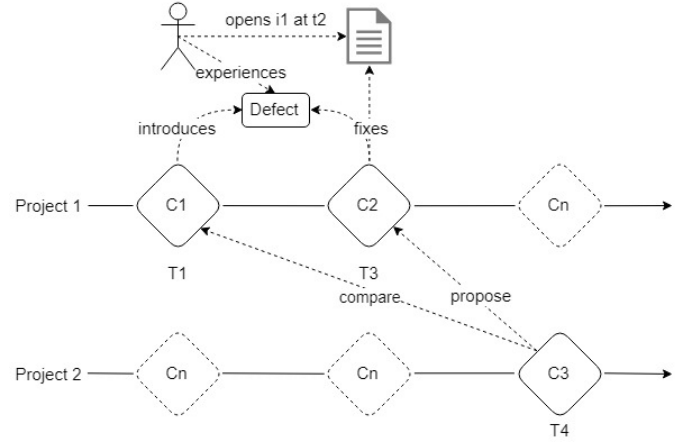 opens i1 at t2
experiences
Defect
introduces
fixes
Project 1
C1
C2
Cn
T1
T3
compare
propose
Project 2
Cn
Cn
C3
T4